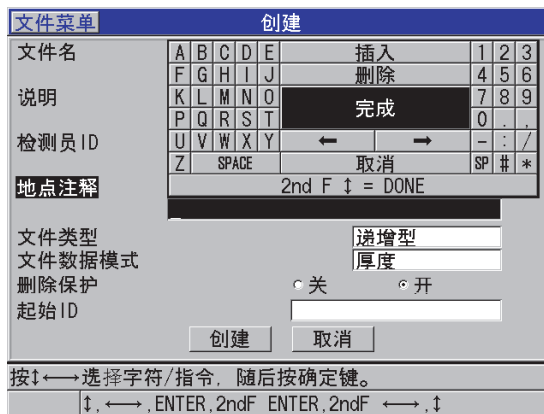 文件菜单 创建
文件名
A B C D E 插入 1 2 3
F G H I J 删除 4 5 6
说明
K L M N O 完成 7 8 9
P Q R S T 0 . ,
检测员ID
U V W X Y ← → - : /
Z SPACE 取消 SP # *
地点注释
2nd F ↕ = DONE
文件类型 递增型
文件数据模式 厚度
删除保护 关 开
起始ID
创建 取消
按↕←→选择字符/指令, 随后按确定键。
↕, ←→ ,ENTER,2ndF ENTER,2ndF ←→ ,↕